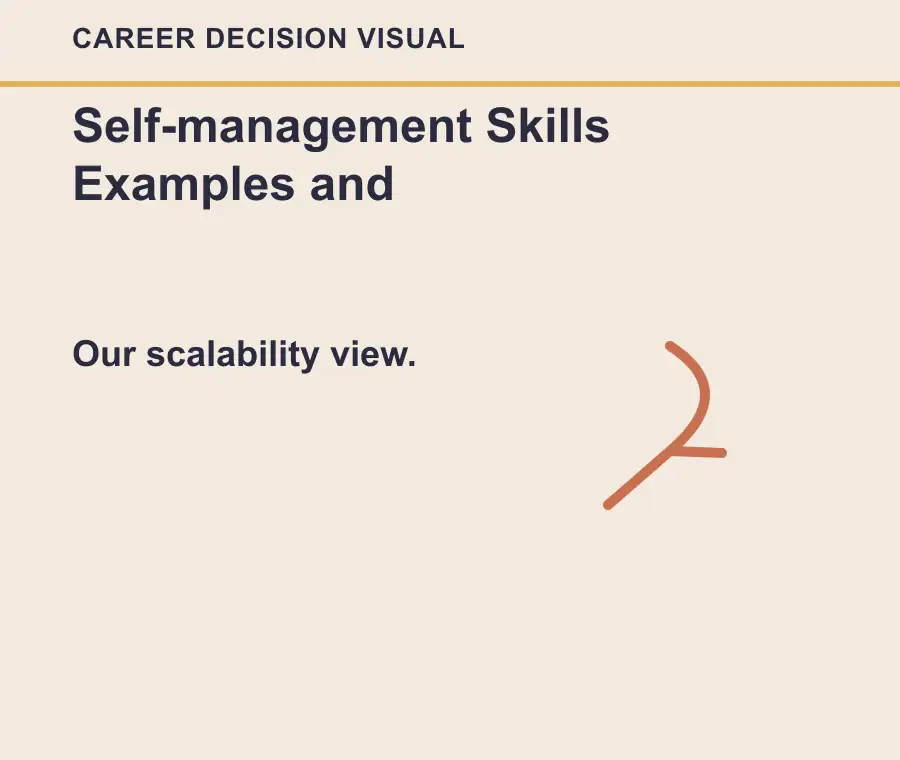 CAREER DECISION VISUAL
Self-management Skills
Examples and
Our scalability view.